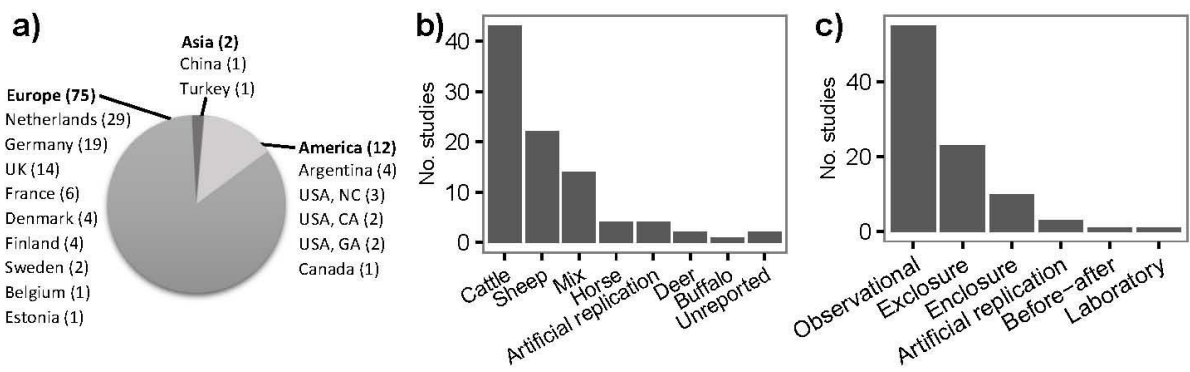 a)
Asia (2)
China (1)
Turkey (1)
Europe (75)
Netherlands (29)
Germany (19)
UK (14)
France (6)
Denmark (4)
Finland (4)
Sweden (2)
Belgium (1)
Estonia (1)
America (12)
Argentina (4)
USA, NC (3)
USA, CA (2)
USA, GA (2)
Canada (1)
b)
No. studies
40
30
20
10
0
Cattle
Sheep
Mix
Horse
Artificial replication
Deer
Buffalo
Unreported
c)
No. studies
40
20
0
Observational
Exclosure
Enclosure
Artificial replication
Before−after
Laboratory